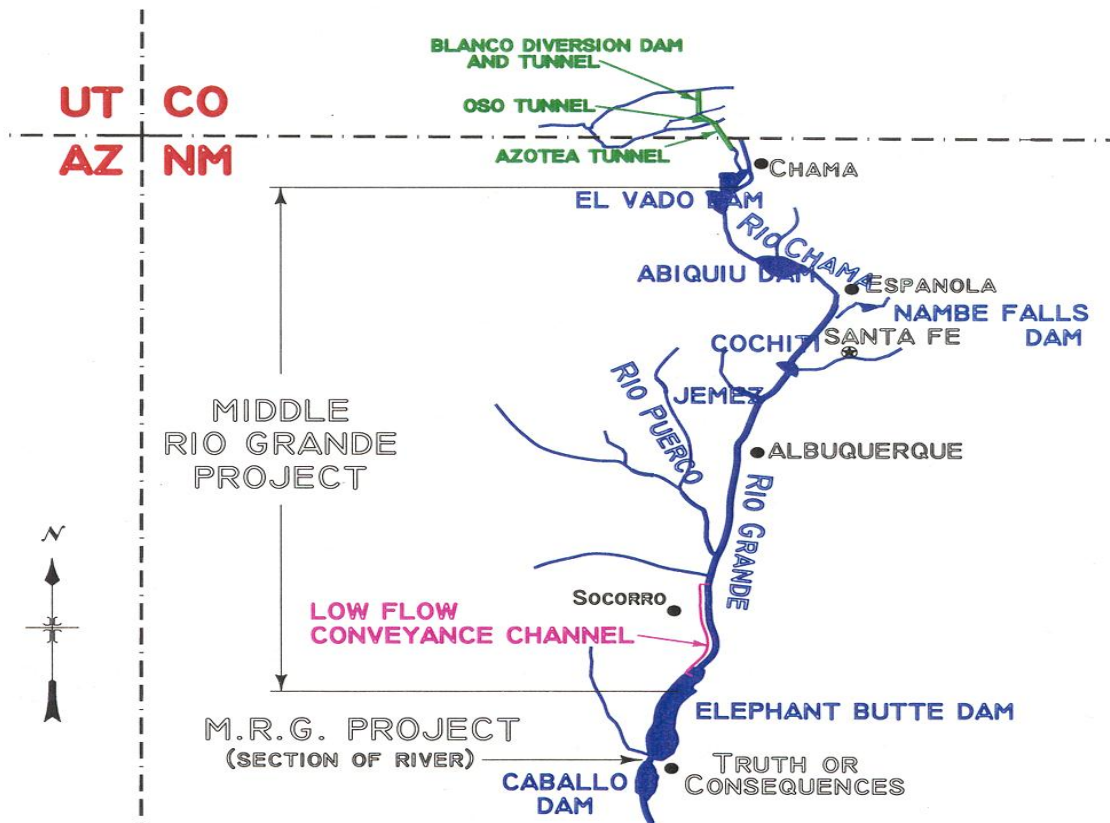 BLANCO DIVERSION DAM
AND TUNNEL
UT CO
OSO TUNNEL
AZ NM
AZOTEA TUNNEL
CHAMA
EL VADO DAM
RIO CHAMA
ABIQUIU DAM
ESPANOLA
NAMBE FALLS
DAM
SANTA FE
COCHITI
JEMEZ
RIO PUERCO
MIDDLE
RIO GRANDE
PROJECT
ALBUQUERQUE
RIO GRANDE
N
SOCORRO
LOW FLOW
CONVEYANCE CHANNEL
ELEPHANT BUTTE DAM
M.R.G. PROJECT
(SECTION OF RIVER)
TRUTH OR
CONSEQUENCES
CABALLO
DAM